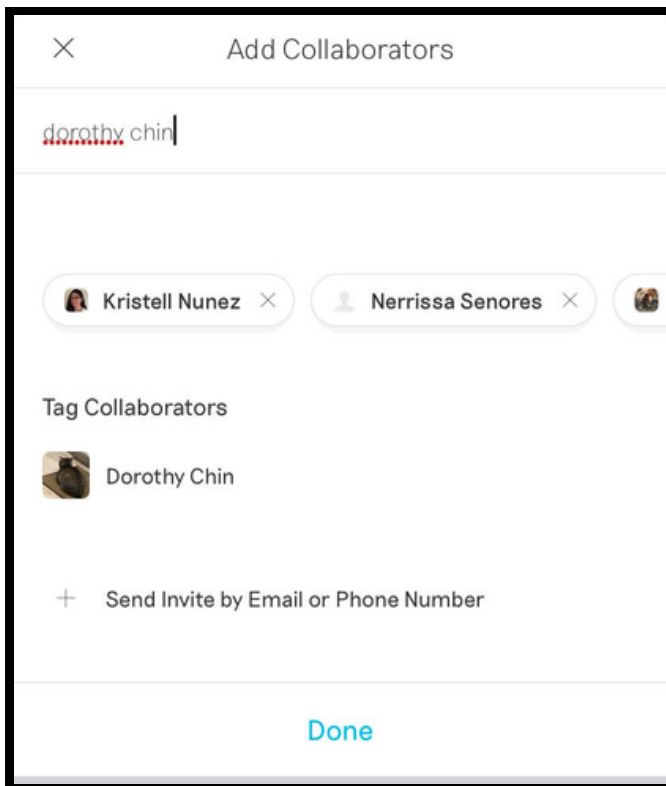 Add Collaborators
dorothy chin
Kristell Nunez Nerrissa Senores
Tag Collaborators
Dorothy Chin
Send Invite by Email or Phone Number
Done